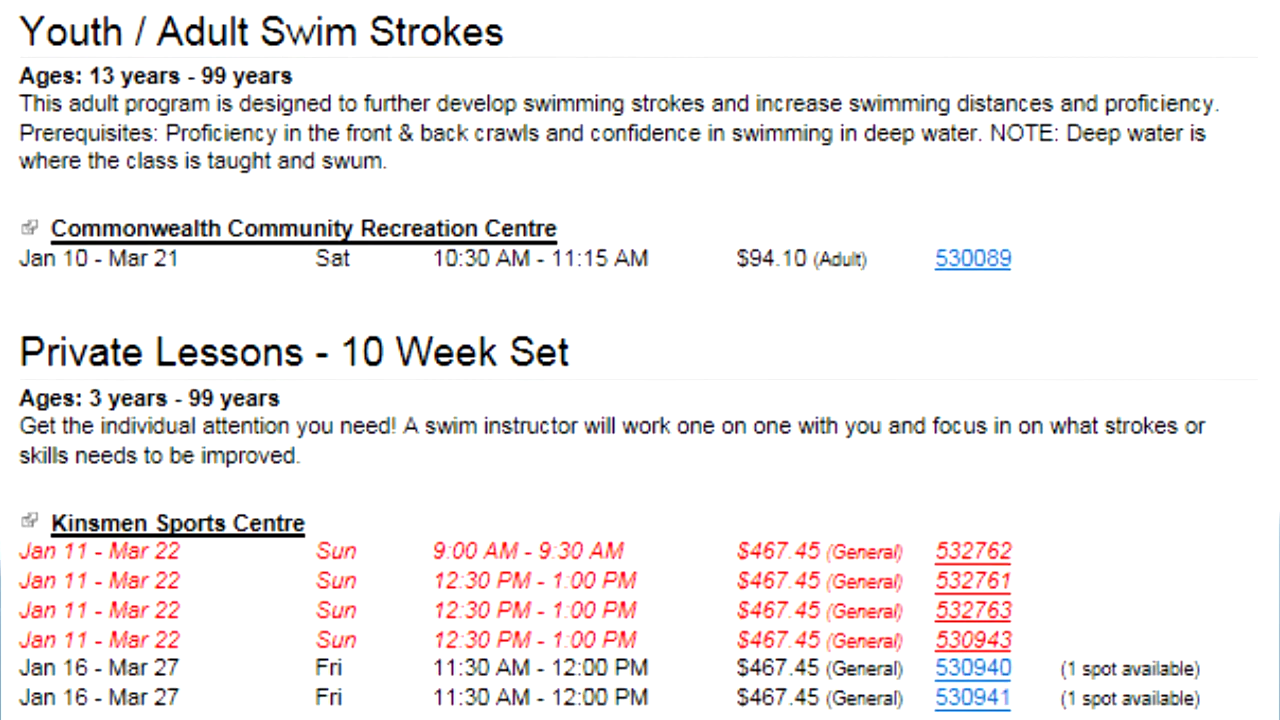 Youth / Adult Swim Strokes
Ages: 13 years - 99 years
This adult program is designed to further develop swimming strokes and increase swimming distances and proficiency.
Prerequisites: Proficiency in the front & back crawls and confidence in swimming in deep water. NOTE: Deep water is
where the class is taught and swum.
Commonwealth Community Recreation Centre
Jan 10 - Mar 21 Sat 10:30 AM - 11:15 AM $94.10 (Adult) 530089
Private Lessons - 10 Week Set
Ages: 3 years - 99 years
Get the individual attention you need! A swim instructor will work one on one with you and focus in on what strokes or
skills needs to be improved.
Kinsmen Sports Centre
Jan 11 - Mar 22 Sun 9:00 AM - 9:30 AM $467.45 (General) 532762
Jan 11 - Mar 22 Sun 12:30 PM - 1:00 PM $467.45 (General) 532761
Jan 11 - Mar 22 Sun 12:30 PM - 1:00 PM $467.45 (General) 532763
Jan 11 - Mar 22 Sun 12:30 PM - 1:00 PM $467.45 (General) 530943
Jan 16 - Mar 27 Fri 11:30 AM - 12:00 PM $467.45 (General) 530940 (1 spot available)
Jan 16 - Mar 27 Fri 11:30 AM - 12:00 PM $467.45 (General) 530941 (1 spot available)